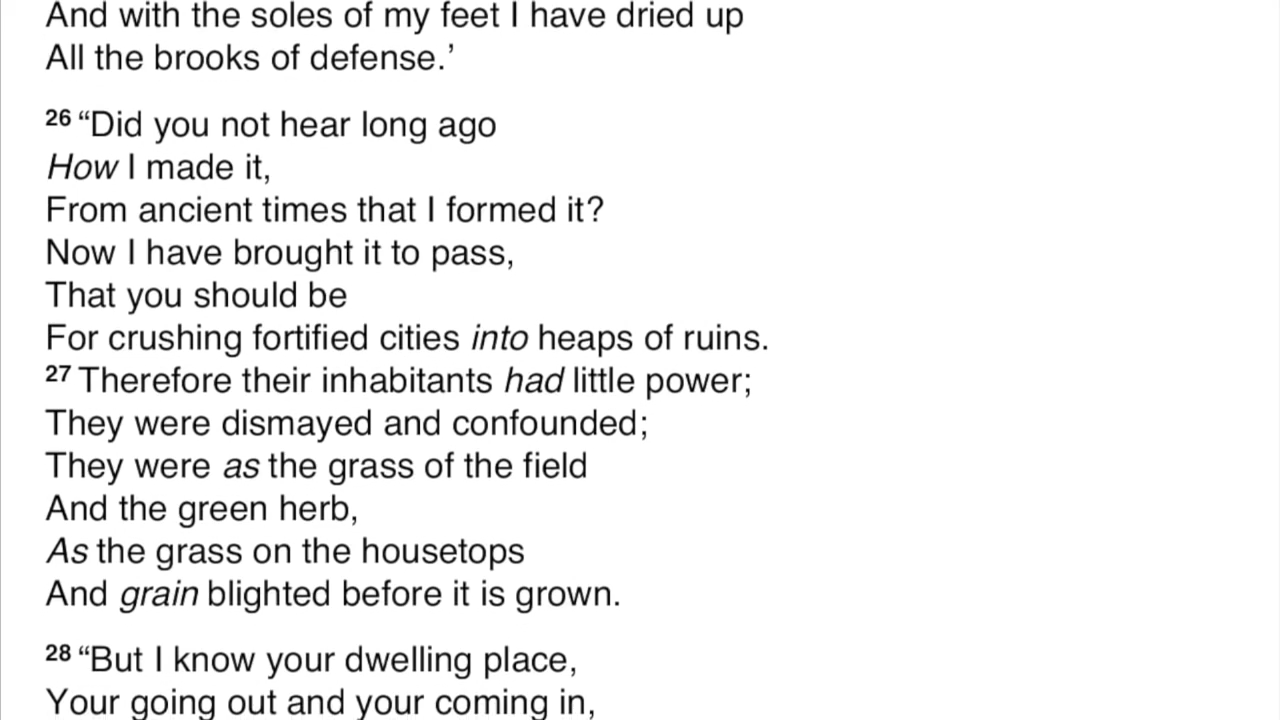 And with the soles of my feet I have dried up
All the brooks of defense.’
26 “Did you not hear long ago
How I made it,
From ancient times that I formed it?
Now I have brought it to pass,
That you should be
For crushing fortified cities into heaps of ruins.
27 Therefore their inhabitants had little power;
They were dismayed and confounded;
They were as the grass of the field
And the green herb,
As the grass on the housetops
And grain blighted before it is grown.
28 “But I know your dwelling place,
Your going out and your coming in,